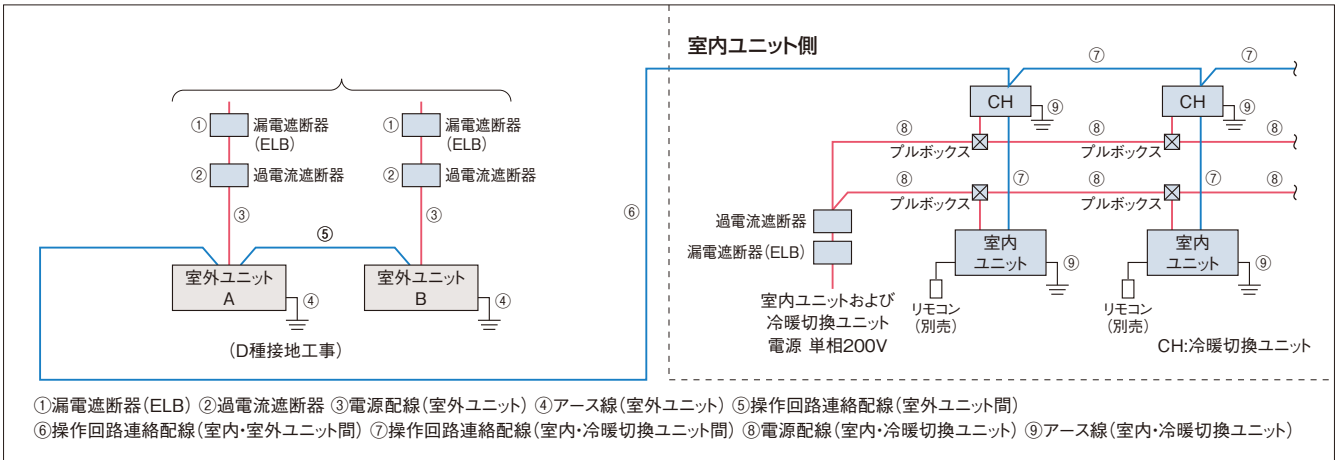 室内ユニット側
⑦
⑦
CH
⑨
CH
⑨
①
漏電遮断器
(ELB)
①
漏電遮断器
(ELB)
⑧
プルボックス
⑧
プルボックス
⑧
②
過電流遮断器
②
過電流遮断器
⑧
プルボックス
⑦
⑧
プルボックス
⑦
⑧
③
③
⑥
過電流遮断器
漏電遮断器(ELB)
⑤
室外ユニット
A
④
室外ユニット
B
④
室内
ユニット
⑨
室内
ユニット
⑨
リモコン
(別売)
リモコン
(別売)
室内ユニットおよび
冷暖切換ユニット
電源 単相200V
(D種接地工事)
CH:冷暖切換ユニット
①漏電遮断器(ELB) ②過電流遮断器 ③電源配線(室外ユニット) ④アース線(室外ユニット) ⑤操作回路連絡配線(室外ユニット間)
⑥操作回路連絡配線(室内・室外ユニット間) ⑦操作回路連絡配線(室内・冷暖切換ユニット間) ⑧電源配線(室内・冷暖切換ユニット) ⑨アース線(室内・冷暖切換ユニット)